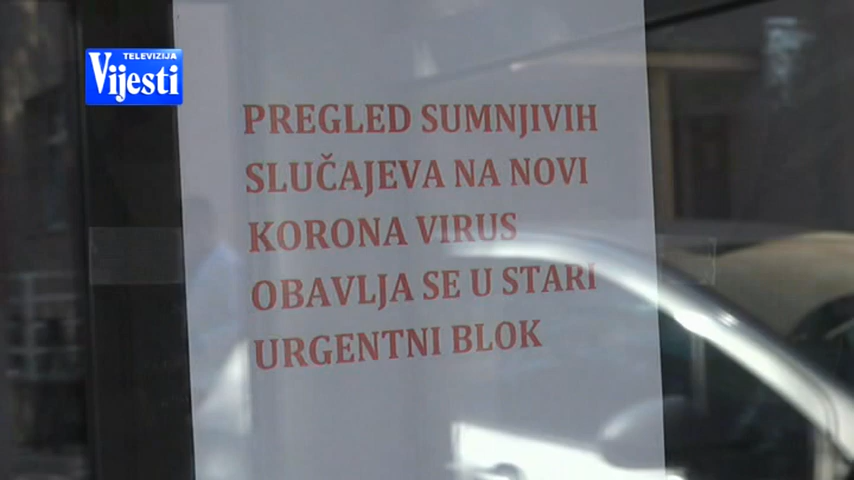 TELEVIZIJA
Vijesti
PREGLED SUMNJIVIH
SLUČAJEVA NA NOVI
KORONA VIRUS
OBAVLJA SE U STARI
URGENTNI BLOK